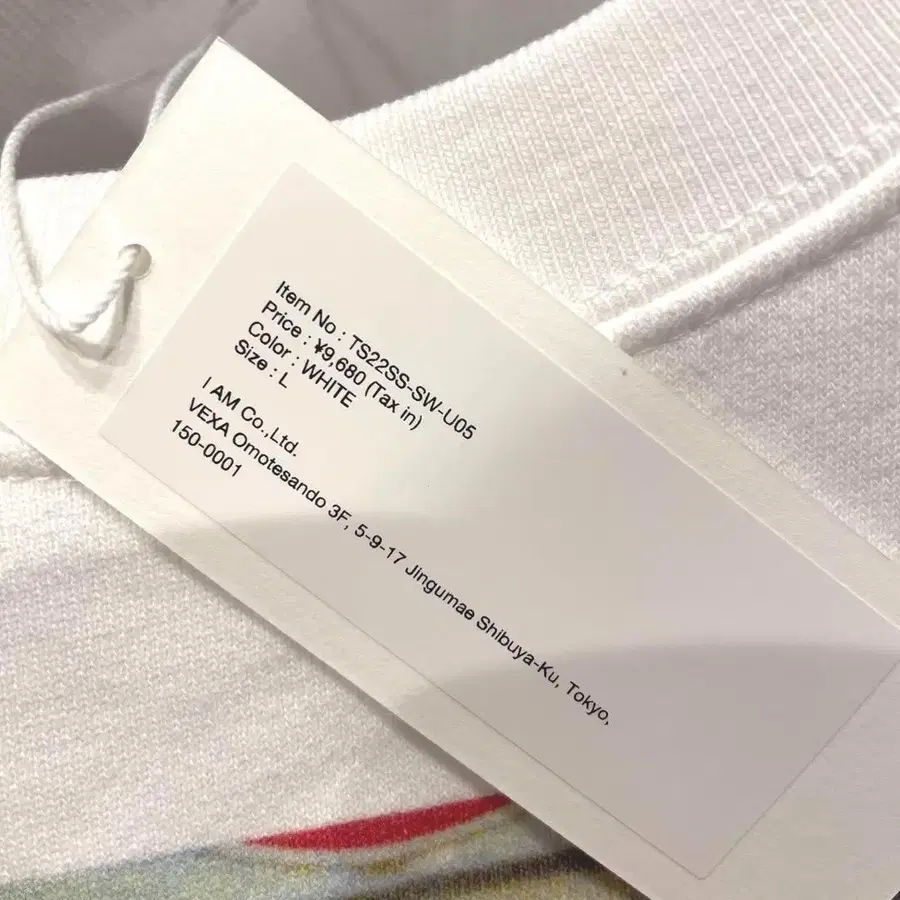 Item No : TS22SS-SW-U05
Price : ¥9,680 (Tax in)
Color : WHITE
Size : L
I AM Co.,Ltd.
VEXA Omotesando 3F, 5-9-17 Jingumae Shibuya-Ku, Tokyo,
150-0001